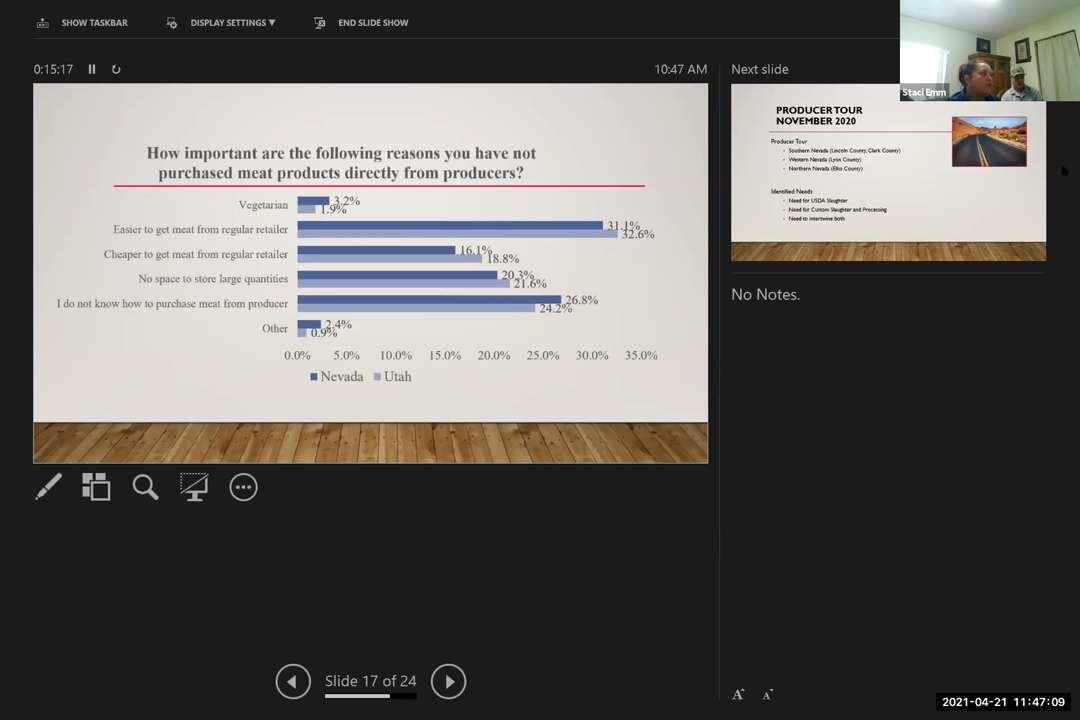 SHOW TASKBAR
DISPLAY SETTINGS ▼
END SLIDE SHOW
0:15:17
10:47 AM
Next slide
Staci Emm
How important are the following reasons you have not
purchased meat products directly from producers?
Vegetarian
3.2%
1.9%
Easier to get meat from regular retailer
31.1%
32.6%
Cheaper to get meat from regular retailer
16.1%
18.8%
No space to store large quantities
20.3%
21.6%
I do not know how to purchase meat from producer
26.8%
24.2%
Other
2.4%
0.9%
0.0% 5.0% 10.0% 15.0% 20.0% 25.0% 30.0% 35.0%
Nevada Utah
PRODUCER TOUR
NOVEMBER 2020
Producer Tour
- Southern Nevada (Lincoln County, Clark County)
- Western Nevada (Lyon County)
- Northern Nevada (Elko County)
Identified Needs
- Need for USDA Slaughter
- Need for Custom Slaughter and Processing
- Need to intertwine both
No Notes.
Slide 17 of 24
A A
2021-04-21 11:47:09